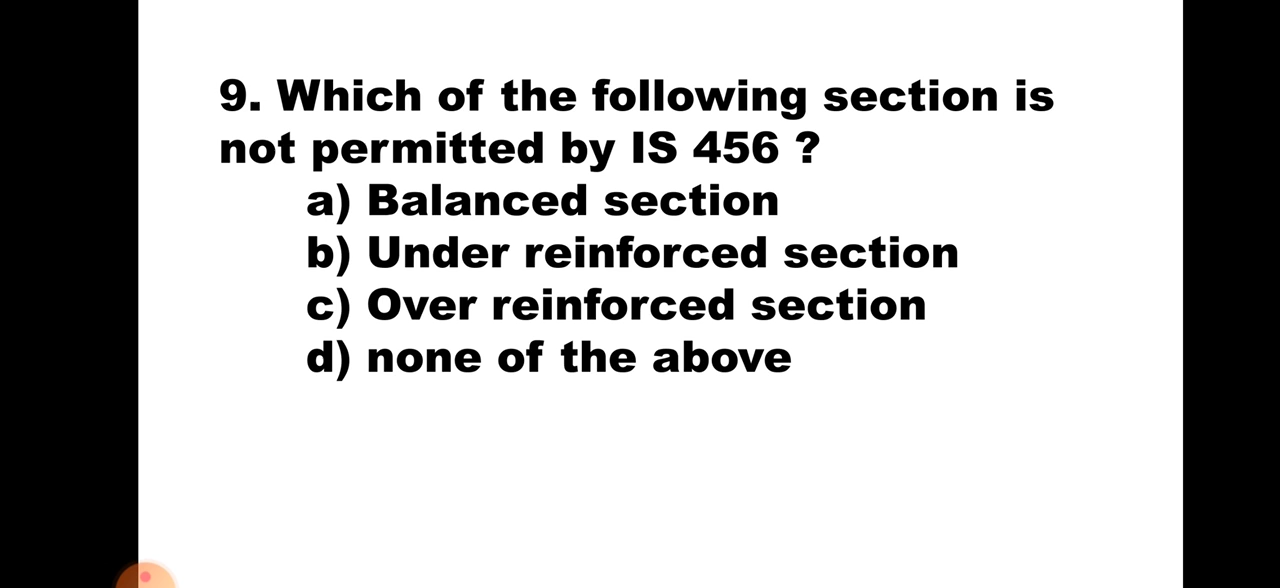 9. Which of the following section is
not permitted by IS 456 ?
a) Balanced section
b) Under reinforced section
c) Over reinforced section
d) none of the above